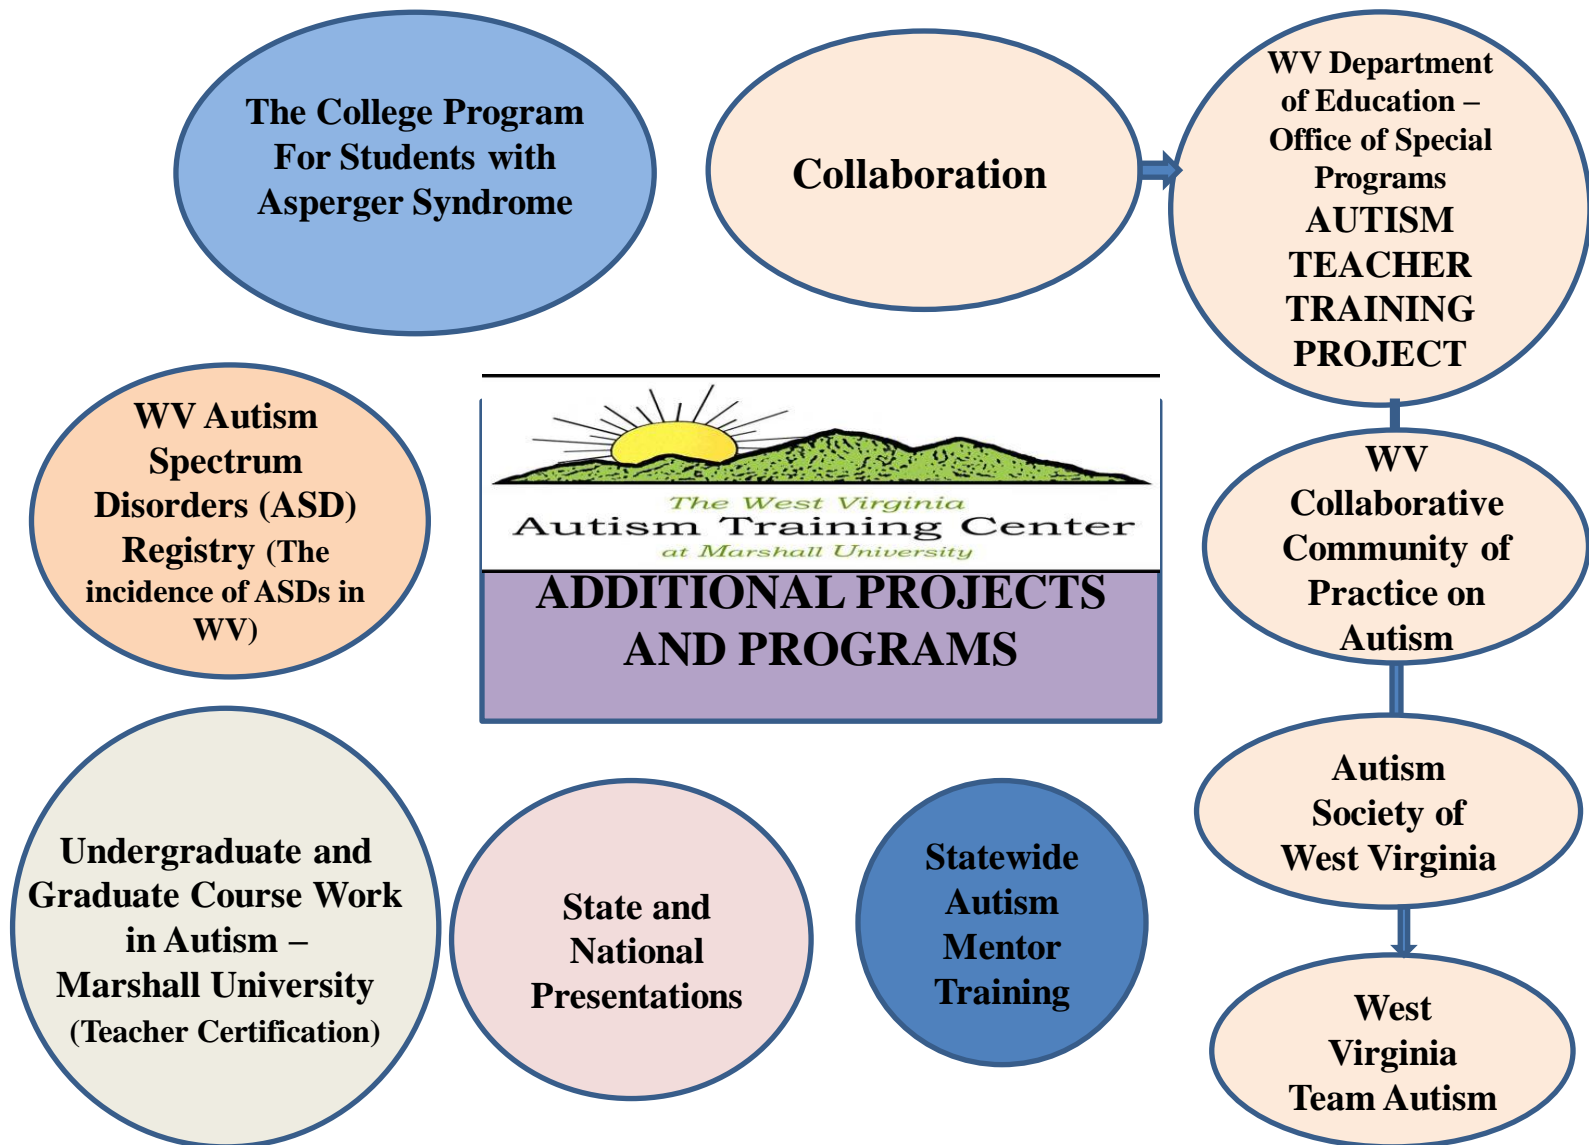 The College Program
For Students with
Asperger Syndrome
Collaboration
WV Department
of Education –
Office of Special
Programs
AUTISM
TEACHER
TRAINING
PROJECT
WV Autism
Spectrum
Disorders (ASD)
Registry (The
incidence of ASDs in
WV)
The West Virginia
Autism Training Center
at Marshall University
ADDITIONAL PROJECTS
AND PROGRAMS
WV
Collaborative
Community of
Practice on
Autism
Autism
Society of
West Virginia
Undergraduate and
Graduate Course Work
in Autism –
Marshall University
(Teacher Certification)
State and
National
Presentations
Statewide
Autism
Mentor
Training
West
Virginia
Team Autism